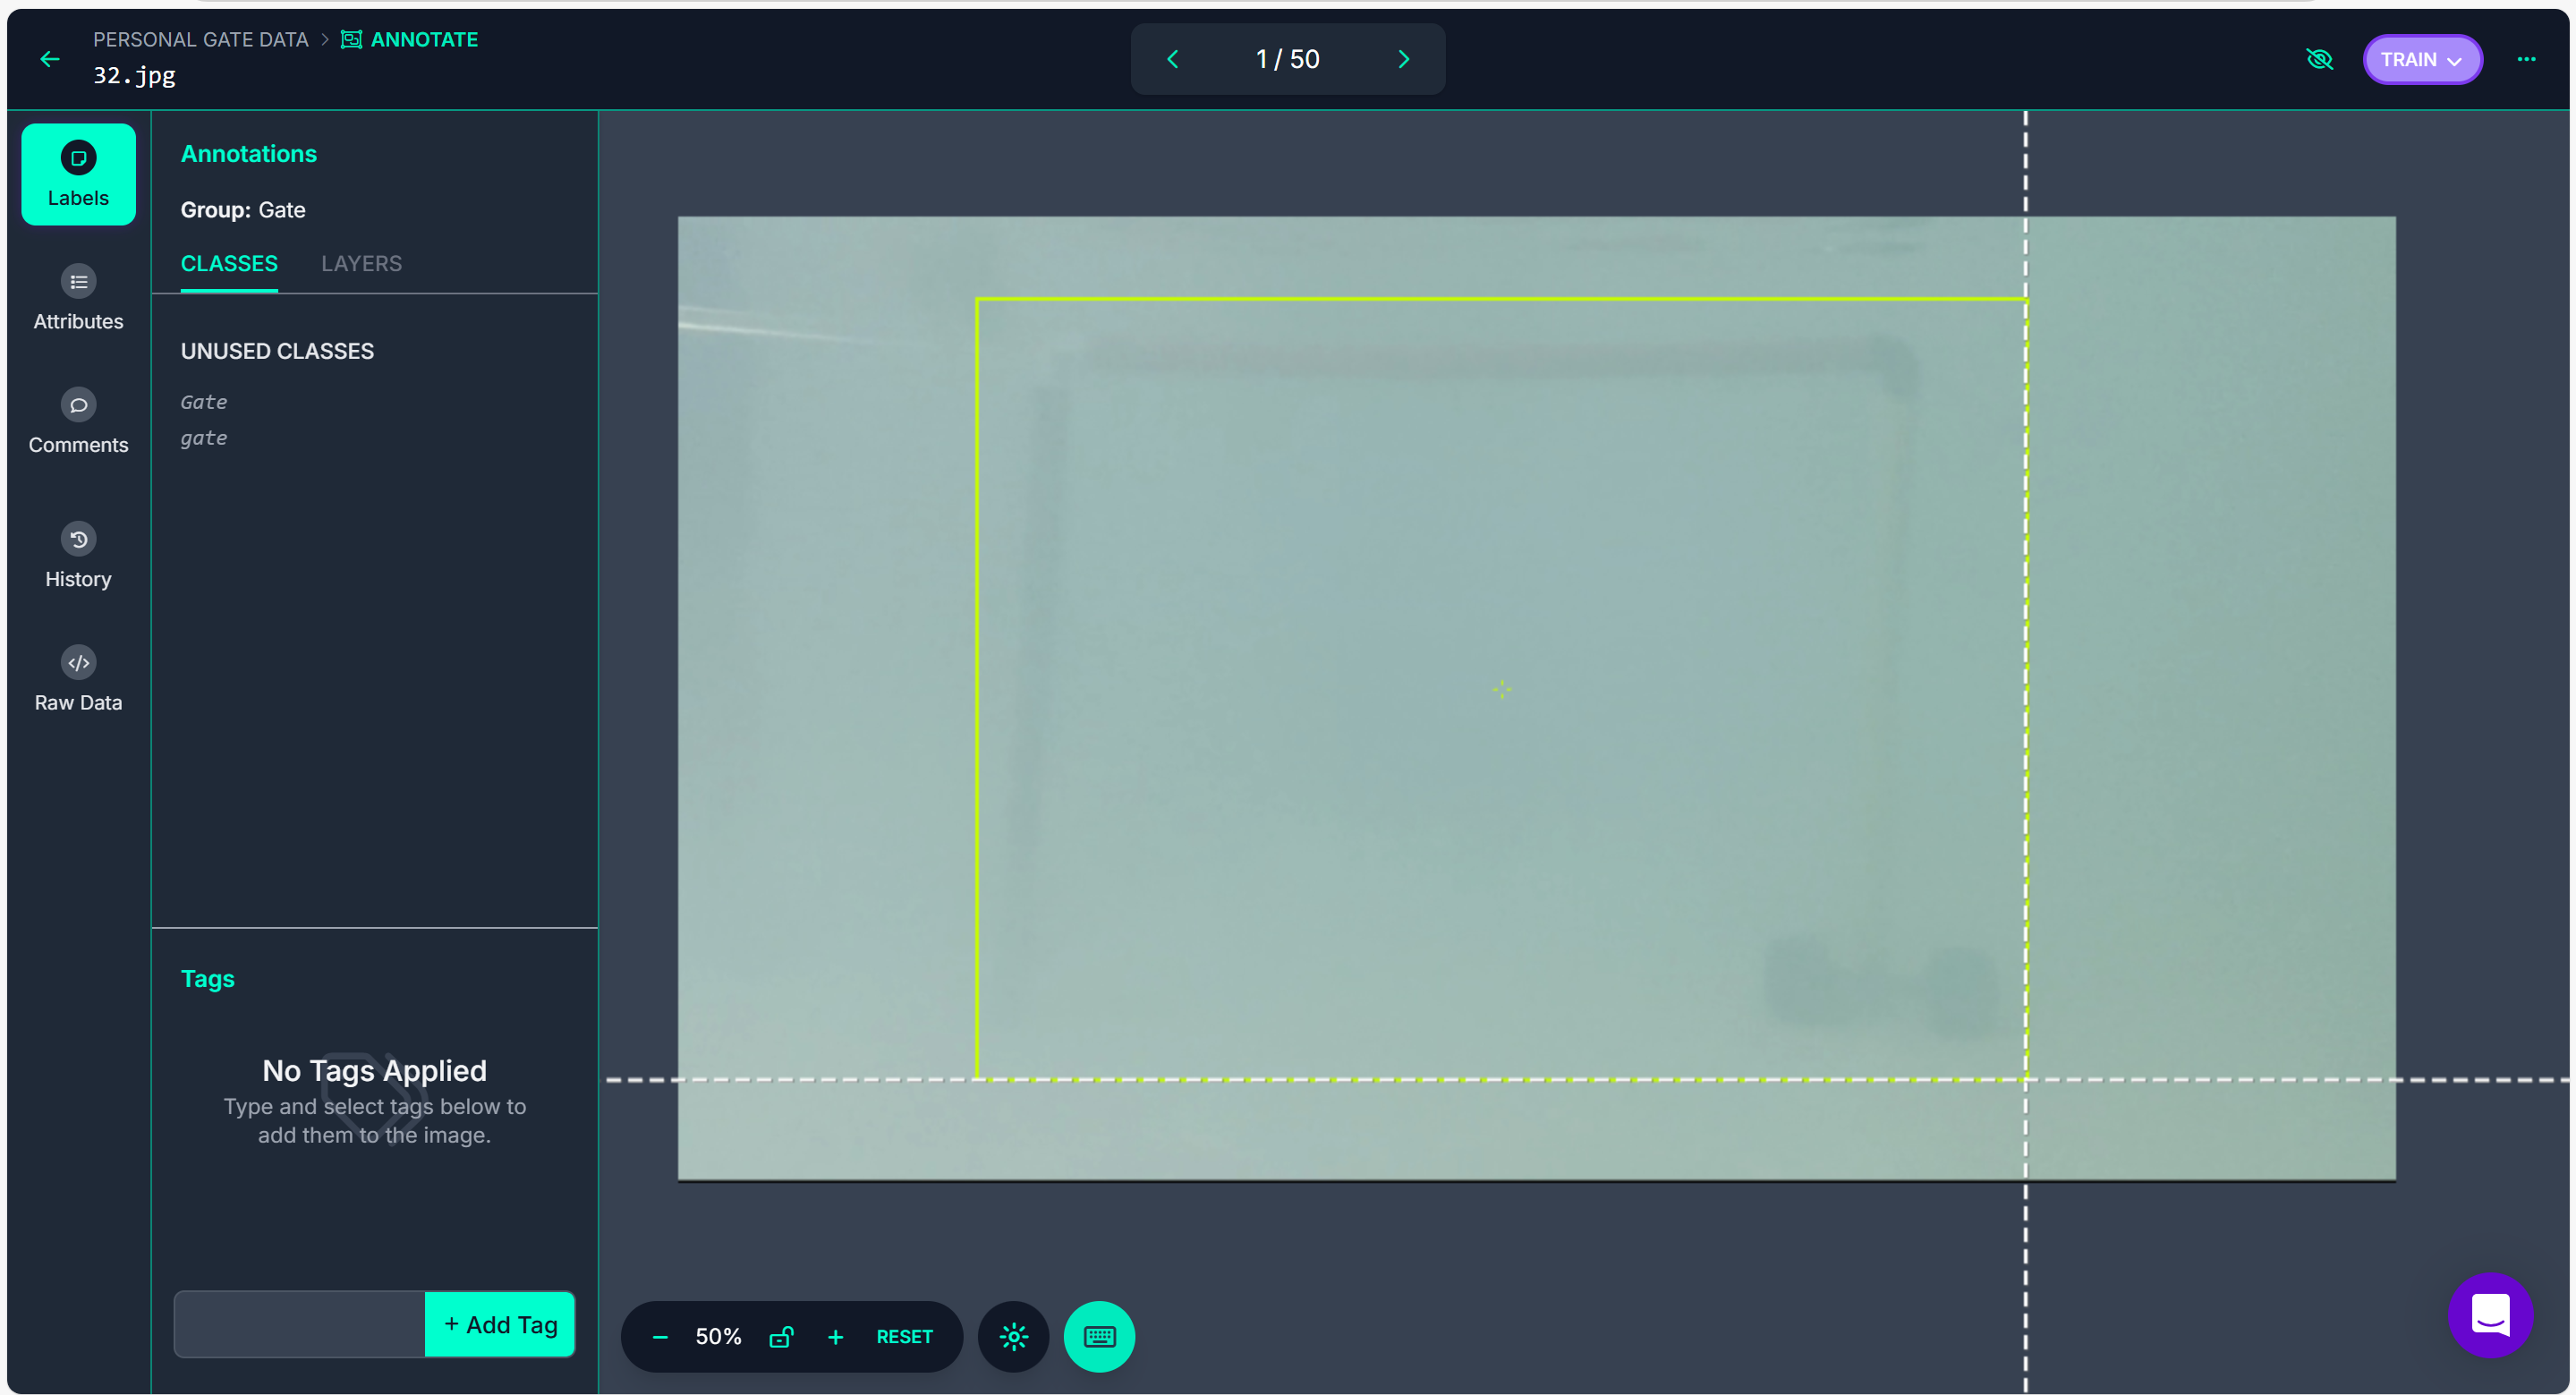 PERSONAL GATE DATA > ANNOTATE
32.jpg
1 / 50
TRAIN
Labels
Attributes
Comments
History
Raw Data
Annotations
Group: Gate
CLASSES LAYERS
UNUSED CLASSES
Gate
gate
Tags
No Tags Applied
Type and select tags below to
add them to the image.
+ Add Tag
50%
RESET